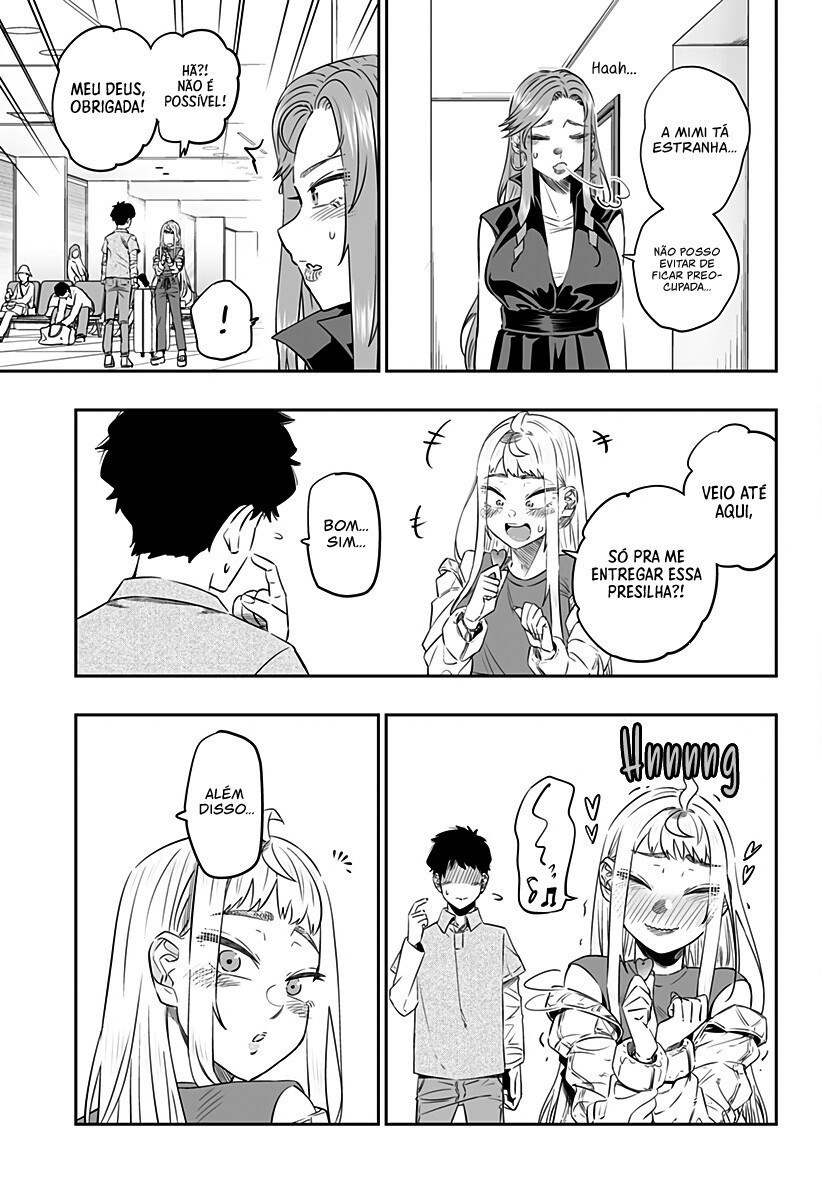 Haah...
A MIMI TÁ
ESTRANHA...
NÃO POSSO
EVITAR DE
FICAR PREO-
CUPADA...
HÃ?!
NÃO É
POSSÍVEL!
MEU DEUS,
OBRIGADA!
!
VEIO ATÉ
AQUI,
SÓ PRA ME
ENTREGAR ESSA
PRESILHA?!
BOM...
SIM...
Hnnnng
ALÉM
DISSO...